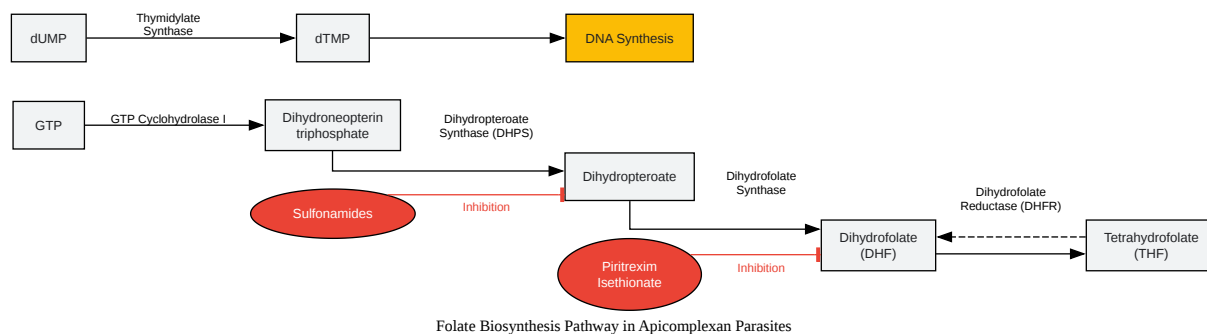 dUMP
Thymidylate
Synthase
dTMP
DNA Synthesis
GTP
GTP Cyclohydrolase I
Dihydroneopterin
triphosphate
Dihydropteroate
Synthase (DHPS)
Dihydropteroate
Sulfonamides
Inhibition
Dihydrofolate
Synthase
Dihydrofolate
Reductase (DHFR)
Piritrexim
Isethionate
Inhibition
Dihydrofolate
(DHF)
Tetrahydrofolate
(THF)
Folate Biosynthesis Pathway in Apicomplexan Parasites